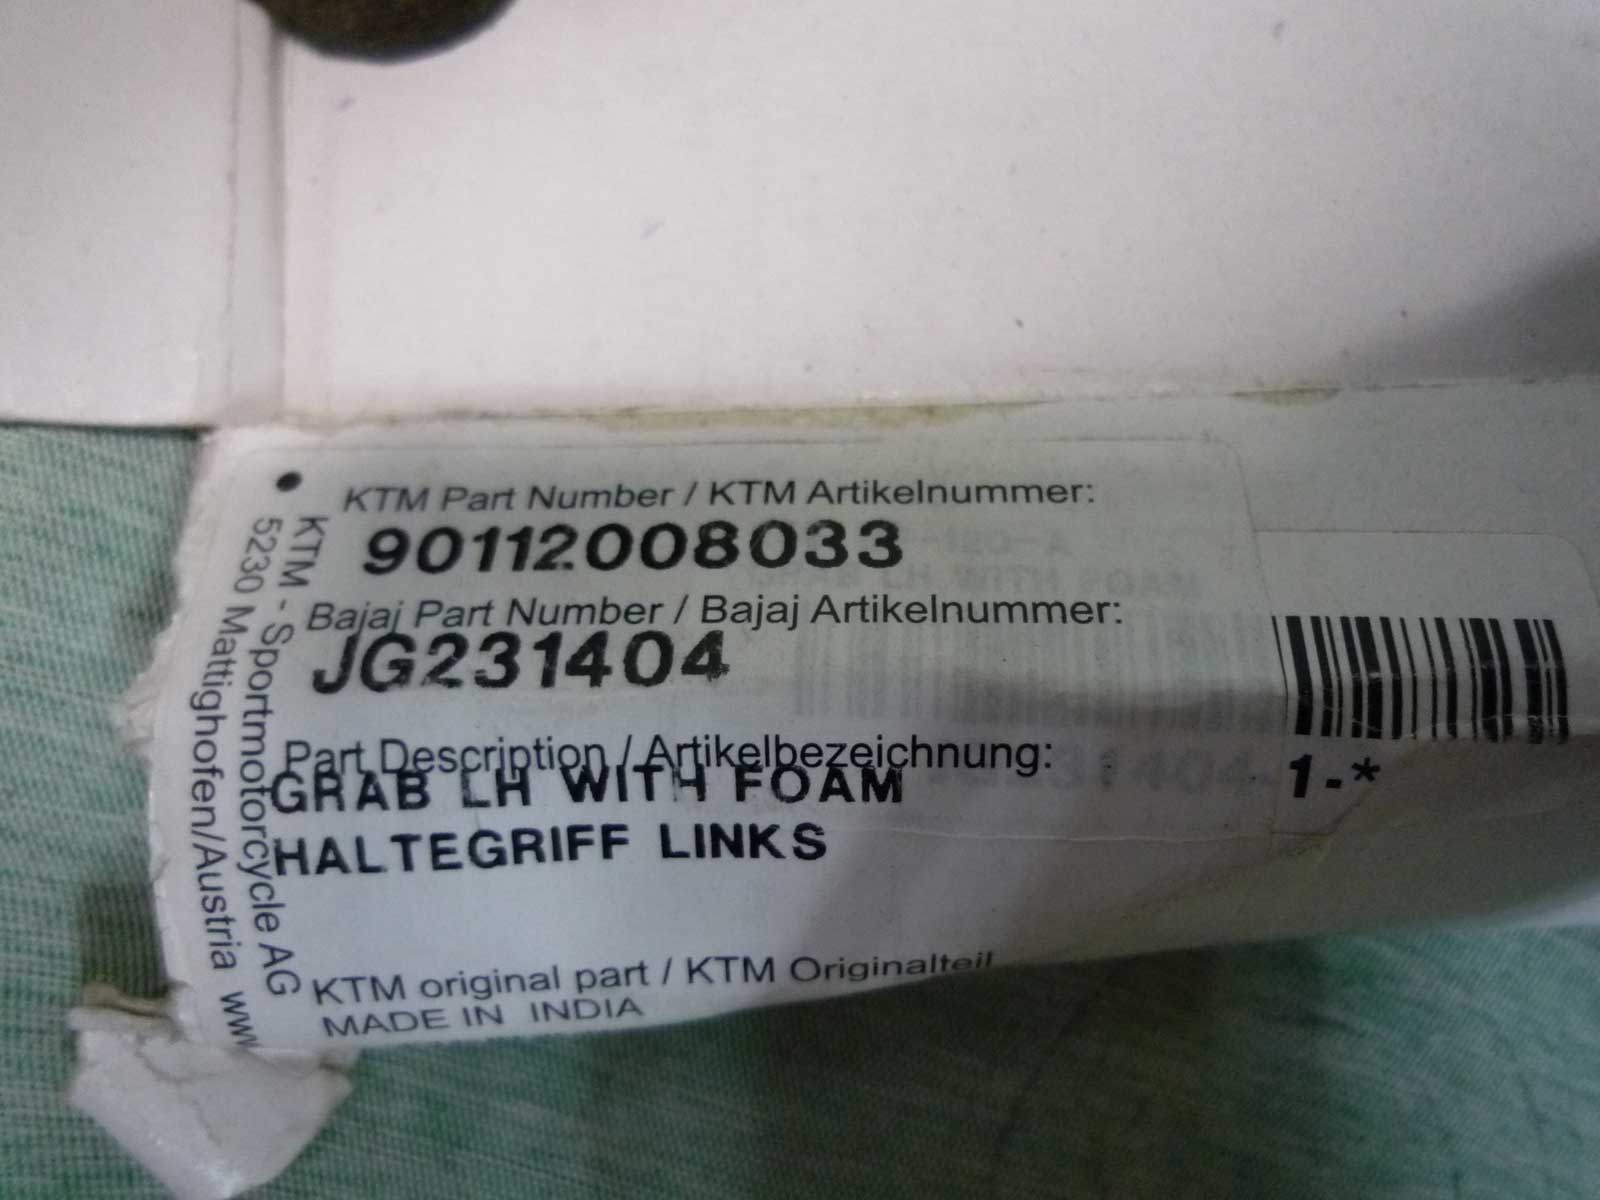 KTM Part Number / KTM Artikelnummer:
90112008033
Bajaj Part Number / Bajaj Artikelnummer:
JG231404
Part Description / Artikelbezeichnung:
GRAB LH WITH FOAM
HALTEGRIFF LINKS
1-*
KTM original part / KTM Originalteil
MADE IN INDIA
KTM - Sportmotorcycle AG
5230 Mattighofen/Austria